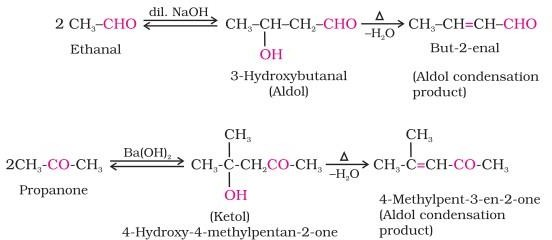 dil. NaOH
2 CH₃–CHO ⇌ CH₃–CH–CH₂–CHO →Δ –H₂O CH₃–CH=CH–CHO
OH
Ethanal
3-Hydroxybutanal
(Aldol)
But-2-enal
(Aldol condensation
product)
CH₃
CH₃
Ba(OH)₂
2CH₃-CO-CH₃ ⇌ CH₃-C-CH₂CO-CH₃ →Δ –H₂O CH₃-C=CH-CO-CH₃
OH
Propanone
(Ketol)
4-Hydroxy-4-methylpentan-2-one
4-Methylpent-3-en-2-one
(Aldol condensation
product)